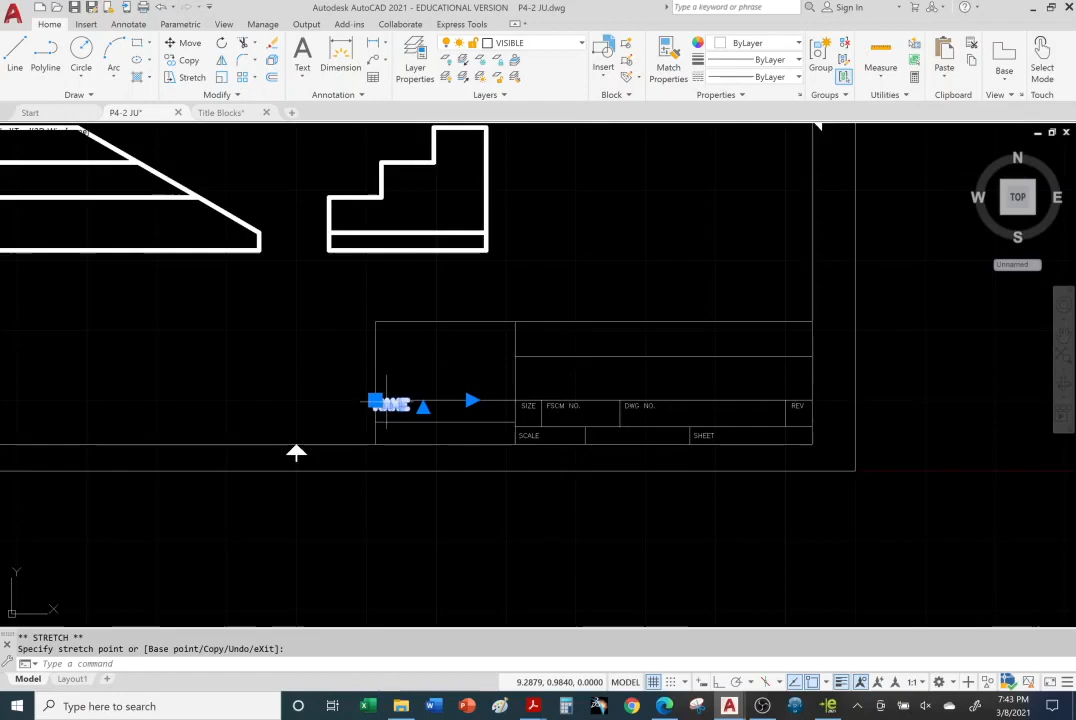 Autodesk AutoCAD 2021 - EDUCATIONAL VERSION P4-2 JU.dwg
Type a keyword or phrase
Sign In
Home Insert Annotate Parametric View Manage Output Add-ins Collaborate Express Tools
Line Polyline Circle Arc
Move
Copy
Stretch
Text Dimension
Layer Properties
VISIBLE
Insert
Match Properties
ByLayer
ByLayer
ByLayer
Group
Measure
Paste
Base
Select Mode
Draw Modify Annotation Layers Block Properties Groups Utilities Clipboard View Touch
Start P4-2 JU* Title Blocks*
N
W TOP E
S
Unnamed
NAME
SIZE FSCM NO. DWG NO. REV
SCALE SHEET
Y
X
** STRETCH **
Specify stretch point or [Base point/Copy/Undo/eXit]:
Type a command
Model Layout1
9.2879, 0.9840, 0.0000 MODEL 1:1
Type here to search
7:43 PM
3/8/2021